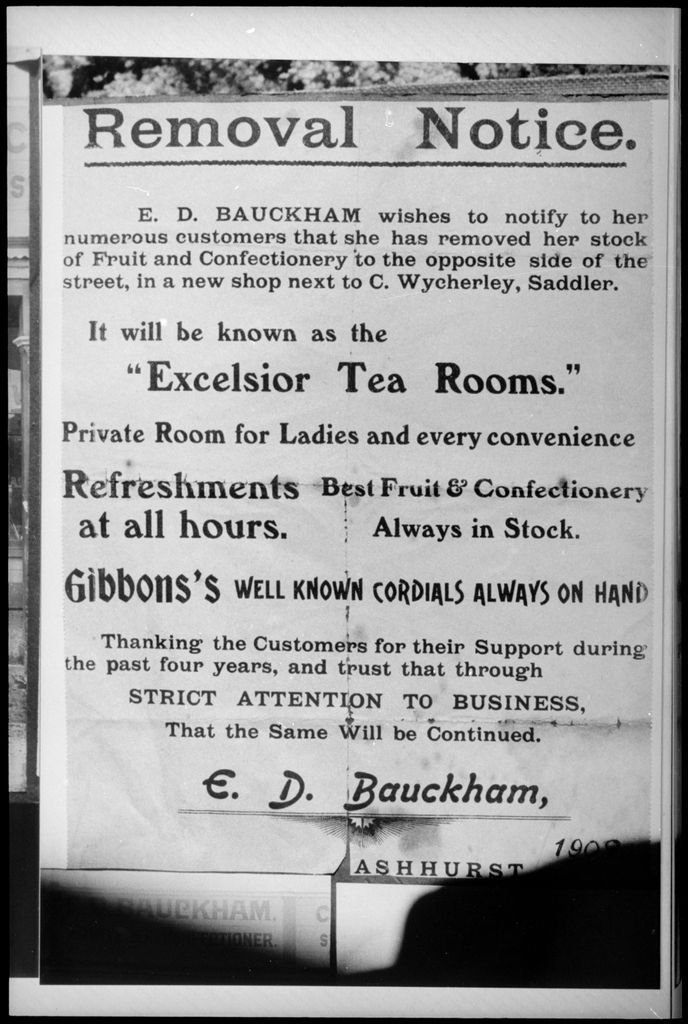 Removal Notice.
E. D. BAUCKHAM wishes to notify to her
numerous customers that she has removed her stock
of Fruit and Confectionery to the opposite side of the
street, in a new shop next to C. Wycherley, Saddler.
It will be known as the
"Excelsior Tea Rooms."
Private Room for Ladies and every convenience
Refreshments
at all hours.
Best Fruit & Confectionery
Always in Stock.
Gibbons's WELL KNOWN CORDIALS ALWAYS ON HAND
Thanking the Customers for their Support during
the past four years, and trust that through
STRICT ATTENTION TO BUSINESS,
That the Same Will be Continued.
E. D. Bauckham,
ASHHURST
BAUCKHAM.